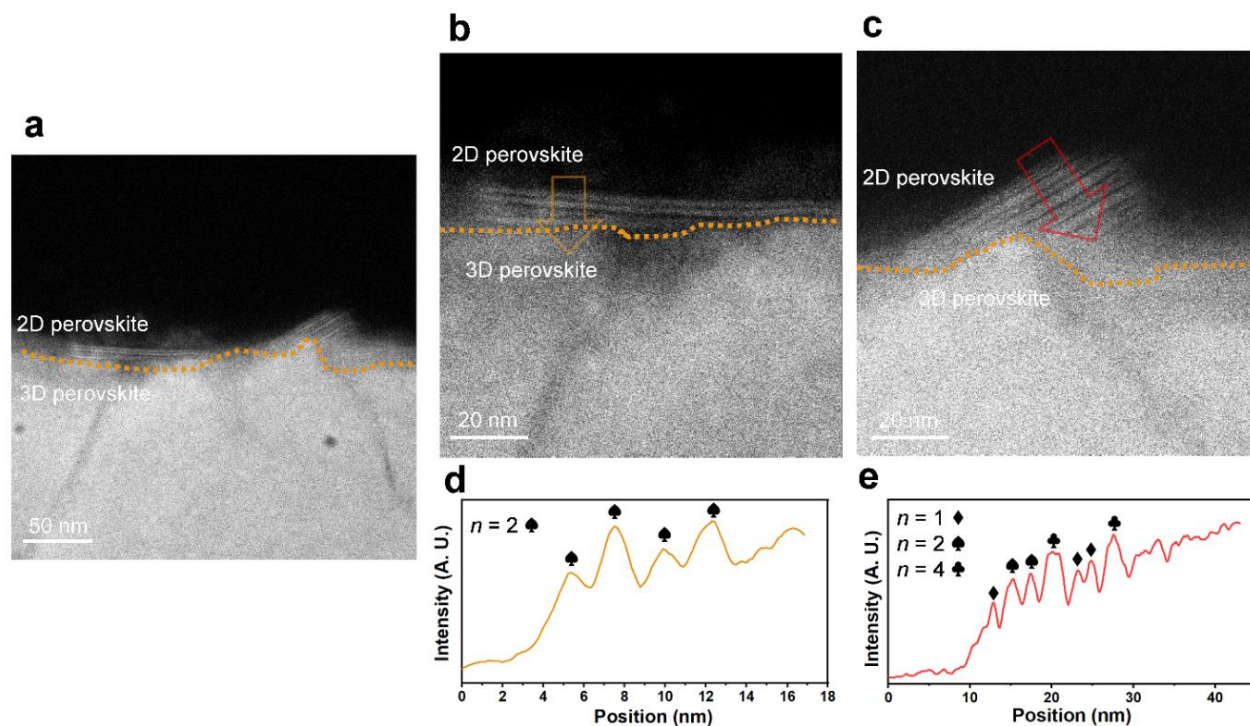 a
2D perovskite
3D perovskite
50 nm
b
2D perovskite
3D perovskite
20 nm
c
2D perovskite
3D perovskite
20 nm
d
n = 2 ♠
Intensity (A. U.)
0 2 4 6 8 10 12 14 16 18
Position (nm)
e
n = 1 ♦
n = 2 ♠
n = 4 ♣
Intensity (A. U.)
0 10 20 30 40
Position (nm)